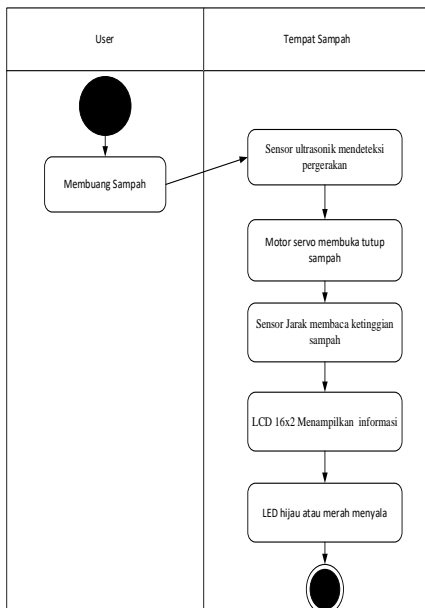 User
Tempat Sampah
Sensor ultrasonik mendeteksi
pergerakan
Membuang Sampah
Motor servo membuka tutup
sampah
Sensor Jarak membaca ketinggian
sampah
LCD 16x2 Menampilkan informasi
LED hijau atau merah menyala